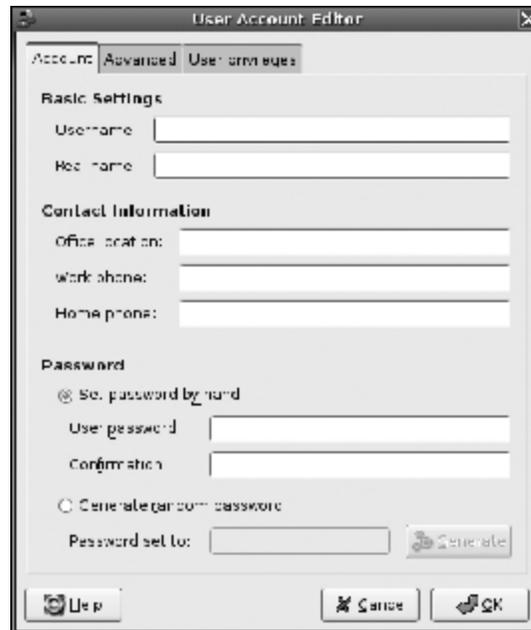 User Account Editor
Account Advanced User privileges
Basic Settings
Username
Real name
Contact Information
Office location:
Work phone:
Home phone:
Password
Set password by hand
User password
Confirmation
Generate random password
Password set to: Generate
Help Cancel OK